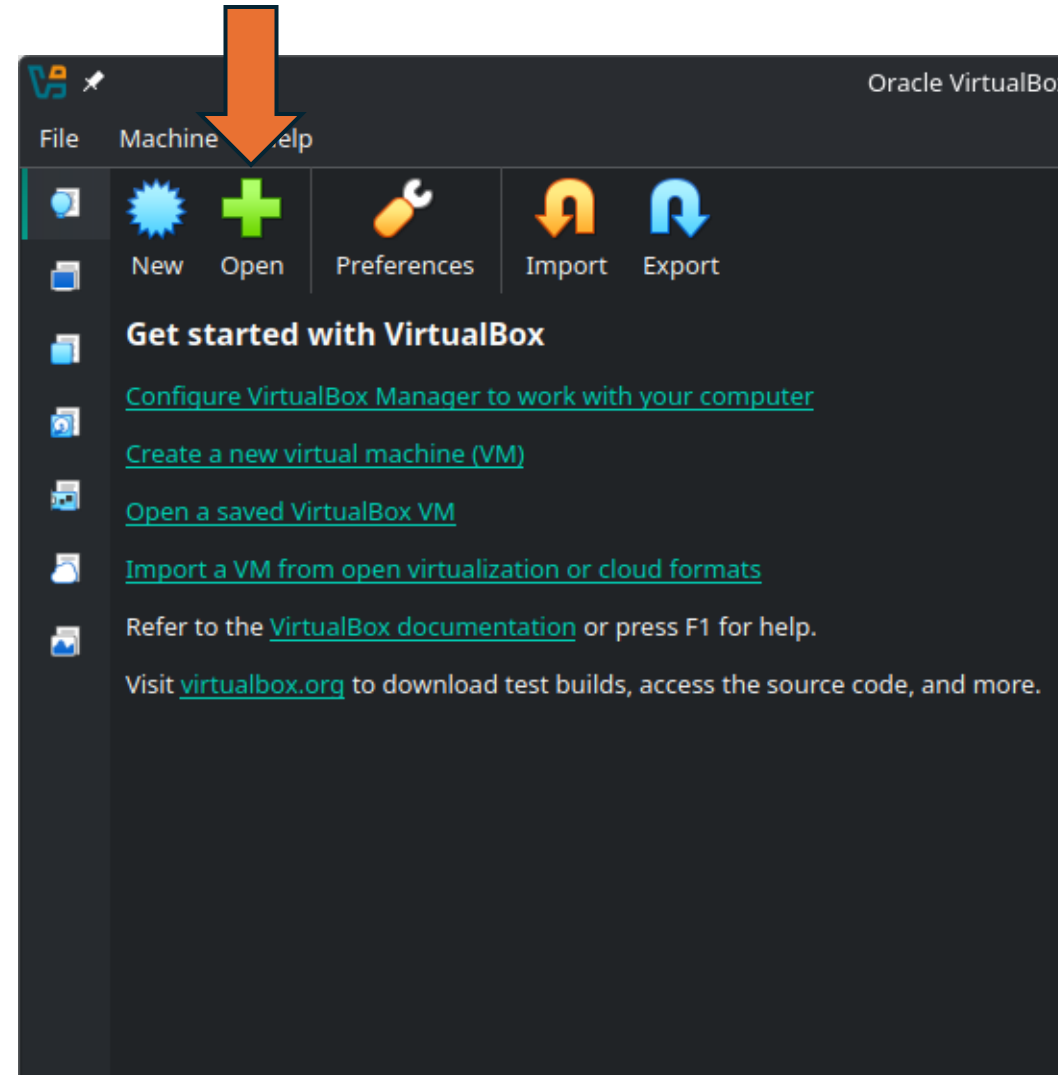 Oracle VirtualBo
File Machine elp
New Open Preferences Import Export
Get started with VirtualBox
Configure VirtualBox Manager to work with your computer
Create a new virtual machine (VM)
Open a saved VirtualBox VM
Import a VM from open virtualization or cloud formats
Refer to the VirtualBox documentation or press F1 for help.
Visit virtualbox.org to download test builds, access the source code, and more.